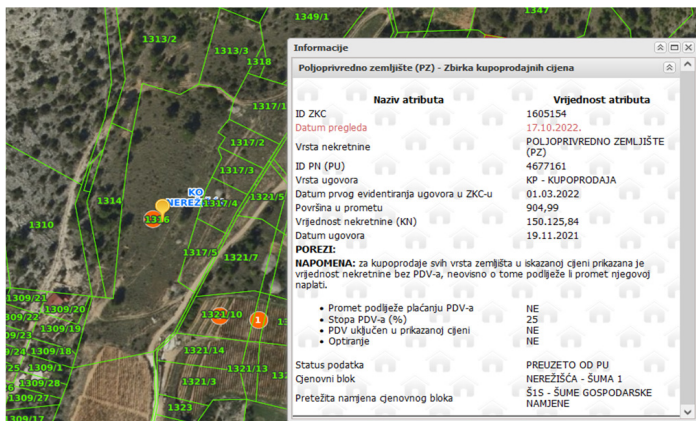 1349/1
1347
1313/2
1313/3
1318
1317/1
1317/2
1317/3
1314
KO
1317/4
1321/5
1316
1310
1317/5
1321/7
1309/21
1309/20
1309/22
1321/10
1
1309/19
1309/18
1321/14
1309/1
1321/13
1309/28
1321/3
1309/27
1323
1309/17
Informacije
Poljoprivredno zemljište (PZ) - Zbirka kupoprodajnih cijena
Naziv atributa Vrijednost atributa
ID ZKC 1605154
Datum pregleda 17.10.2022.
Vrsta nekretnine POLJOPRIVREDNO ZEMLJIŠTE
(PZ)
ID PN (PU) 4677161
Vrsta ugovora KP - KUPOPRODAJA
Datum prvog evidentiranja ugovora u ZKC-u 01.03.2022
Površina u prometu 904,99
Vrijednost nekretnine (KN) 150.125,84
Datum ugovora 19.11.2021
POREZI:
NAPOMENA: za kupoprodaje svih vrsta zemljišta u iskazanoj cijeni prikazana je
vrijednost nekretnine bez PDV-a, neovisno o tome podliježe li promet njegovoj
naplati.
• Promet podliježe plaćanju PDV-a NE
• Stopa PDV-a (%) 25
• PDV uključen u prikazanoj cijeni NE
• Optiranje NE
Status podatka PREUZETO OD PU
Cjenovni blok NEREŽIŠĆA - ŠUMA 1
Pretežita namjena cjenovnog bloka Š1S - ŠUME GOSPODARSKE
NAMJENE